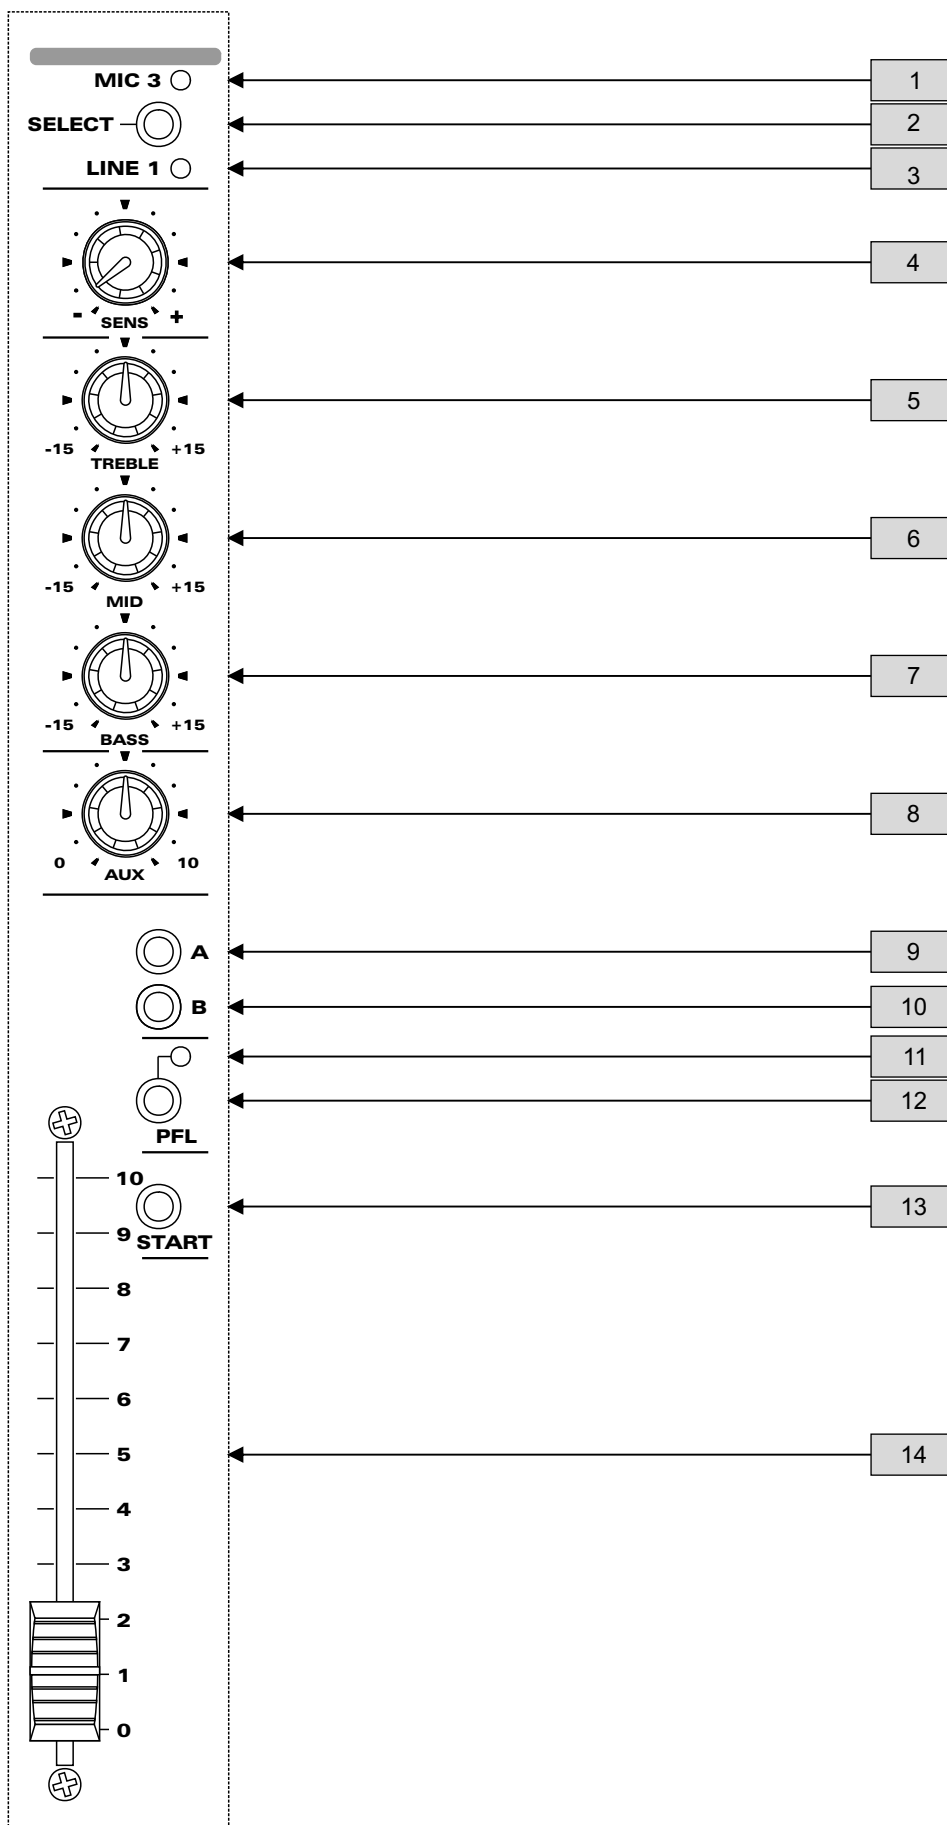 MIC 3 1
SELECT 2
LINE 1 3
4
- SENS +
5
-15 TREBLE +15
6
-15 MID +15
7
-15 BASS +15
8
0 AUX 10
A 9
B 10
11
12
PFL
10
13
9 START
8
7
6
5 14
4
3
2
1
0